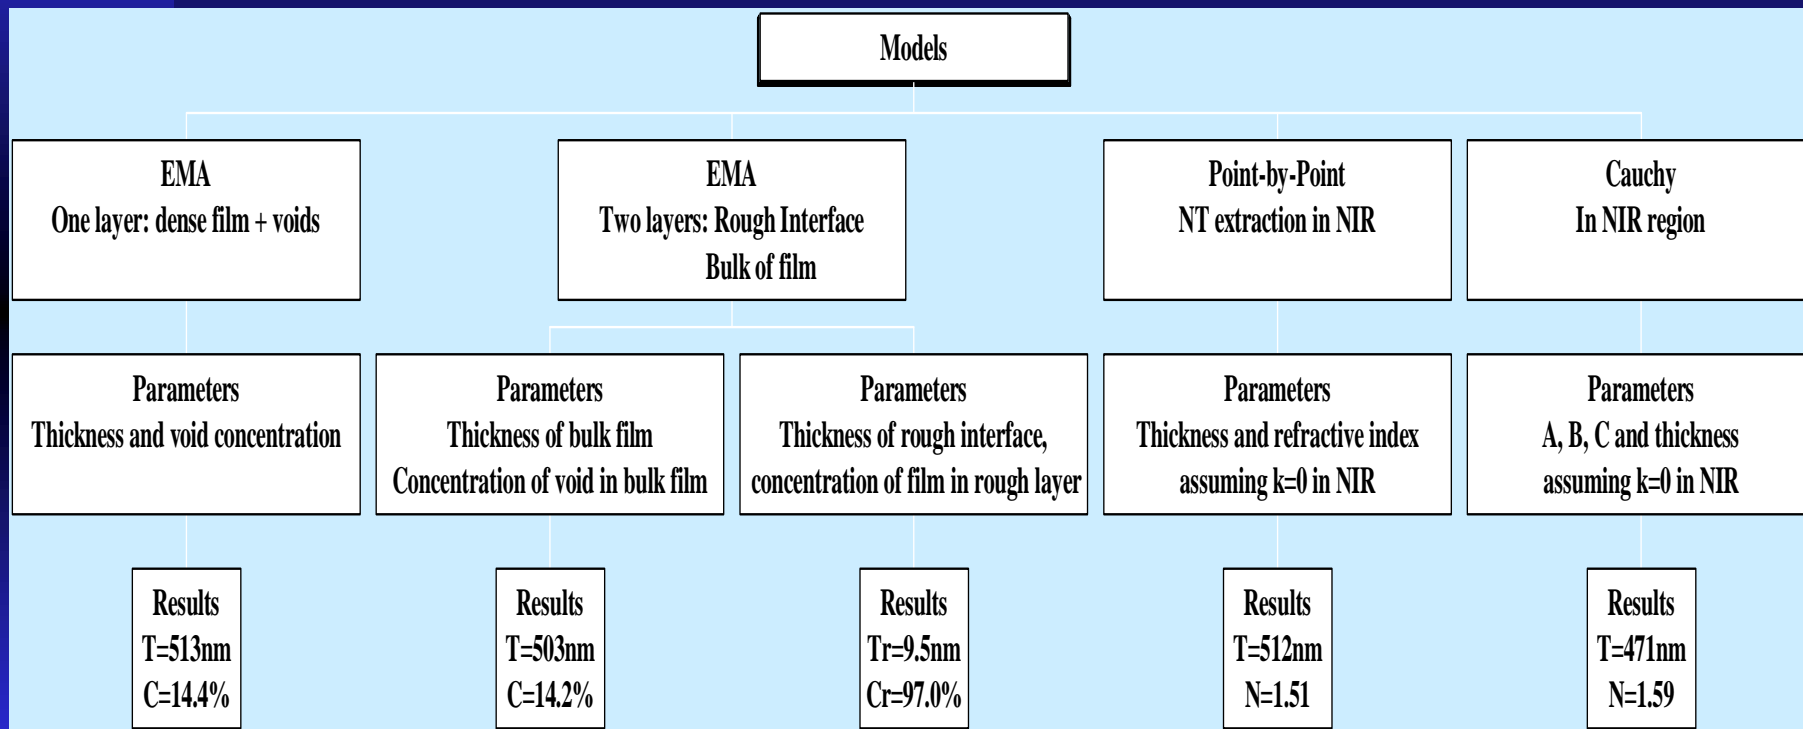 Models
EMA
One layer: dense film + voids
EMA
Two layers: Rough Interface
Bulk of film
Point-by-Point
NT extraction in NIR
Cauchy
In NIR region
Parameters
Thickness and void concentration
Parameters
Thickness of bulk film
Concentration of void in bulk film
Parameters
Thickness of rough interface,
concentration of film in rough layer
Parameters
Thickness and refractive index
assuming k=0 in NIR
Parameters
A, B, C and thickness
assuming k=0 in NIR
Results
T=513nm
C=14.4%
Results
T=503nm
C=14.2%
Results
Tr=9.5nm
Cr=97.0%
Results
T=512nm
N=1.51
Results
T=471nm
N=1.59